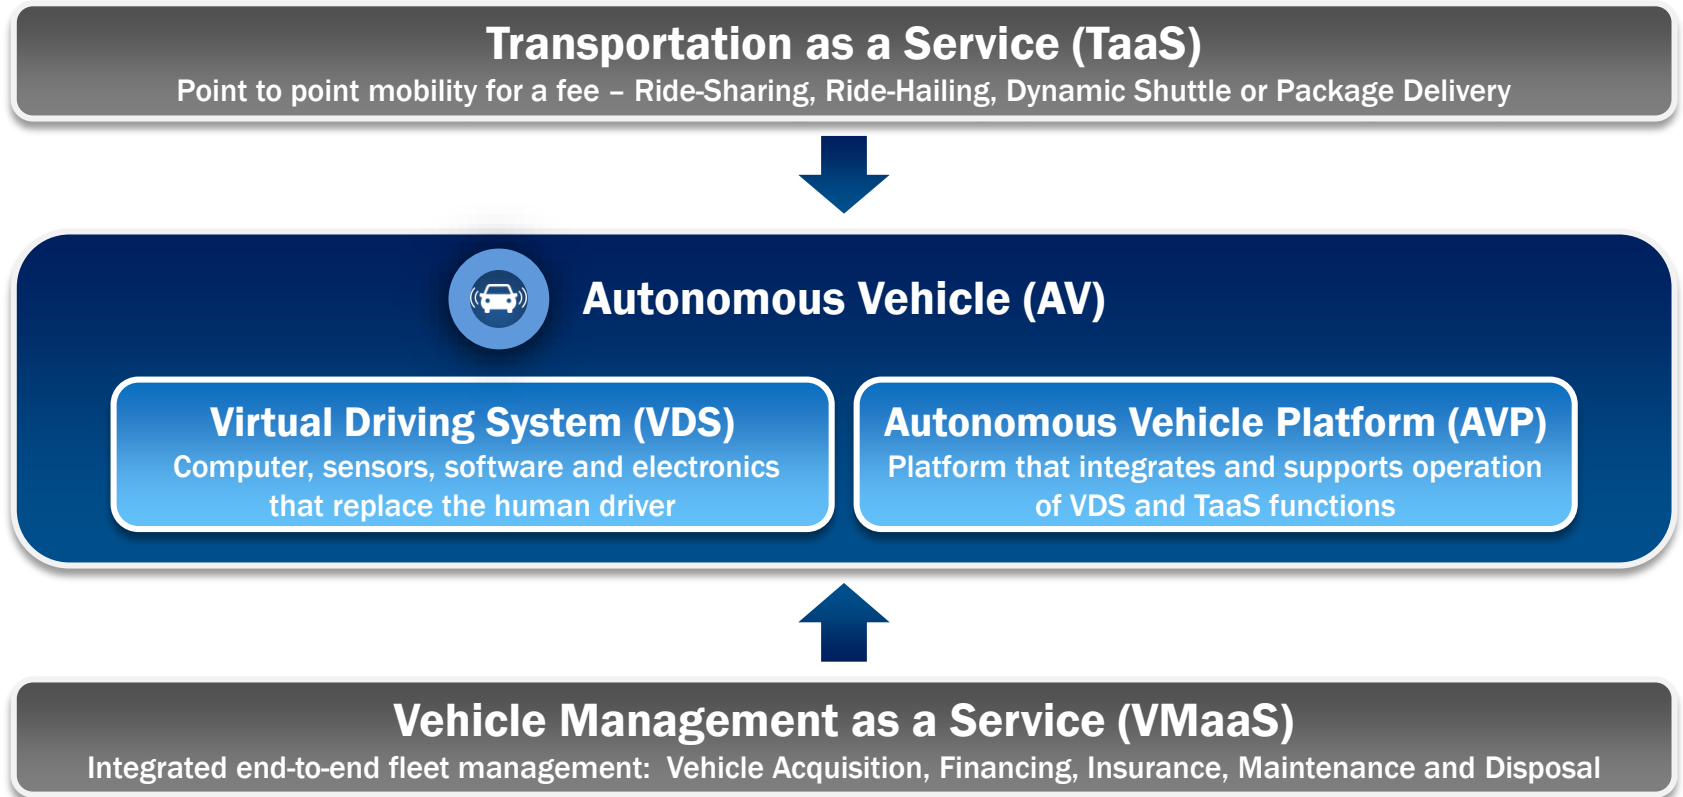 Transportation as a Service (TaaS)
Point to point mobility for a fee – Ride-Sharing, Ride-Hailing, Dynamic Shuttle or Package Delivery
Autonomous Vehicle (AV)
Virtual Driving System (VDS)
Computer, sensors, software and electronics
that replace the human driver
Autonomous Vehicle Platform (AVP)
Platform that integrates and supports operation
of VDS and TaaS functions
Vehicle Management as a Service (VMaaS)
Integrated end-to-end fleet management:  Vehicle Acquisition, Financing, Insurance, Maintenance and Disposal